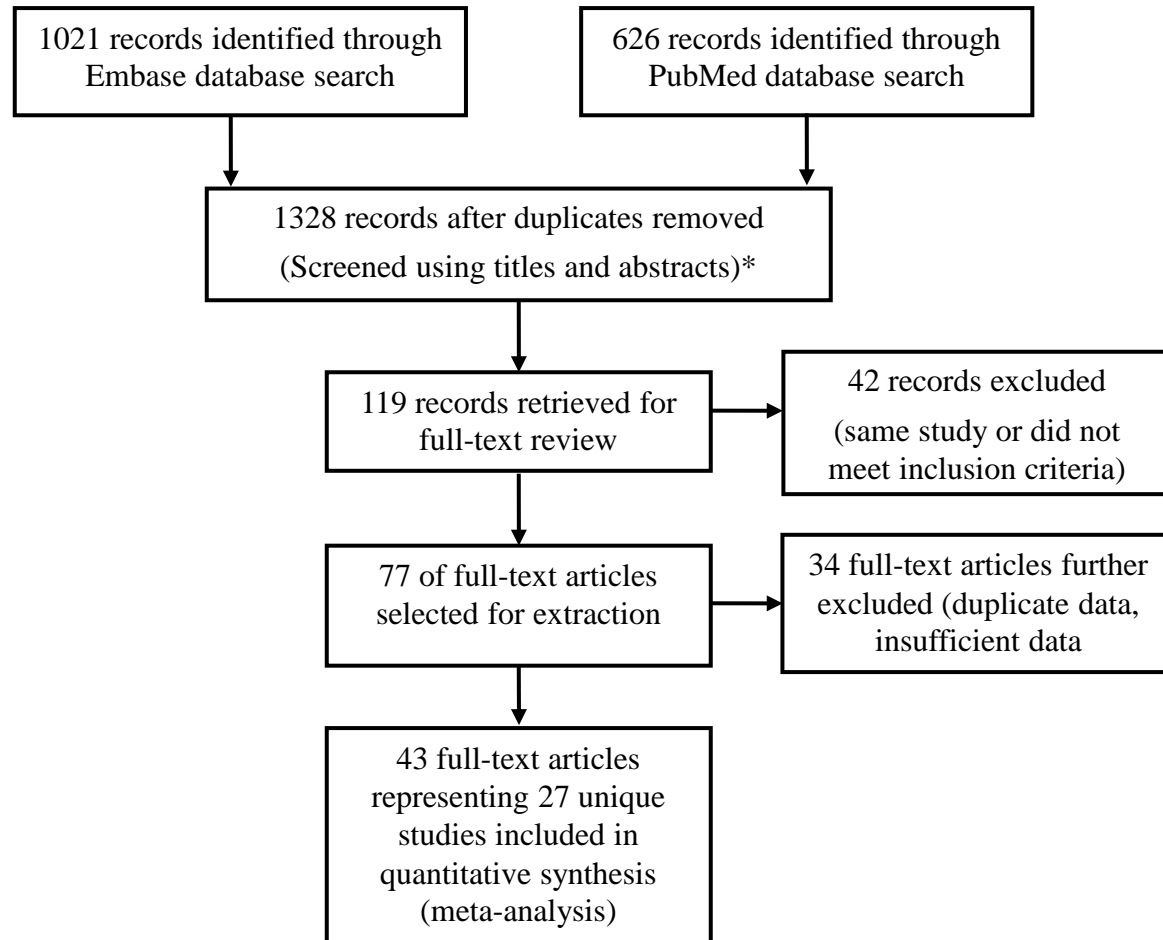 1021 records identified through
Embase database search
626 records identified through
PubMed database search
1328 records after duplicates removed
(Screened using titles and abstracts)*
119 records retrieved for
full-text review
42 records excluded
(same study or did not
meet inclusion criteria)
77 of full-text articles
selected for extraction
34 full-text articles further
excluded (duplicate data,
insufficient data
43 full-text articles
representing 27 unique
studies included in
quantitative synthesis
(meta-analysis)